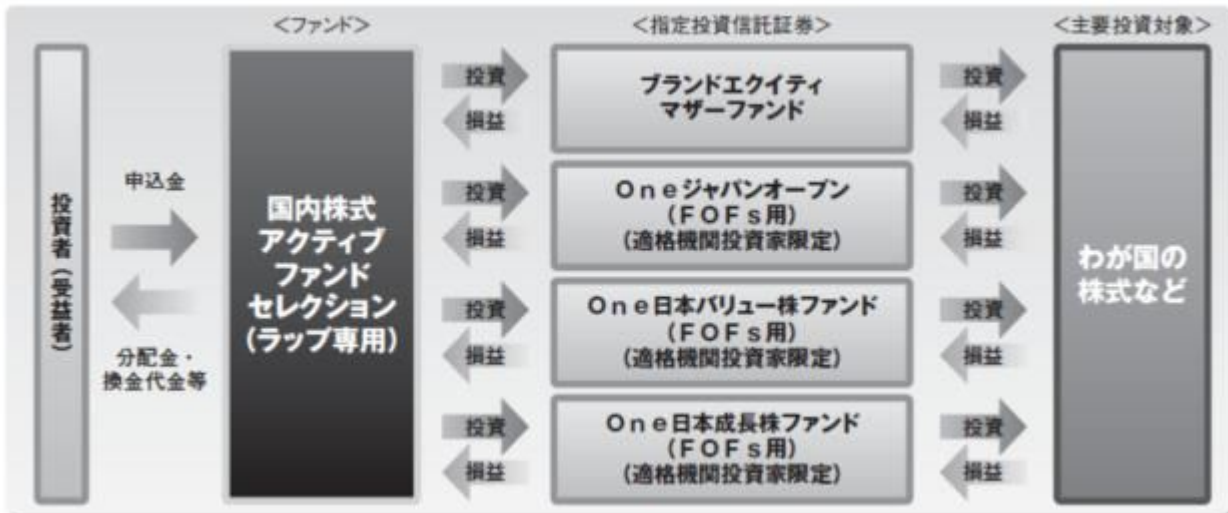 <ファンド>
<指定投資信託証券>
<主要投資対象>
投資者(受益者)
申込金
分配金・
換金代金等
国内株式
アクティブ
ファンド
セレクション
(ラップ専用)
投資
損益
ブランドエクイティ
マザーファンド
投資
損益
投資
損益
Oneジャパンオープン
(FOFs用)
(適格機関投資家限定)
投資
損益
投資
損益
One日本バリュー株ファンド
(FOFs用)
(適格機関投資家限定)
投資
損益
投資
損益
One日本成長株ファンド
(FOFs用)
(適格機関投資家限定)
投資
損益
わが国の
株式など